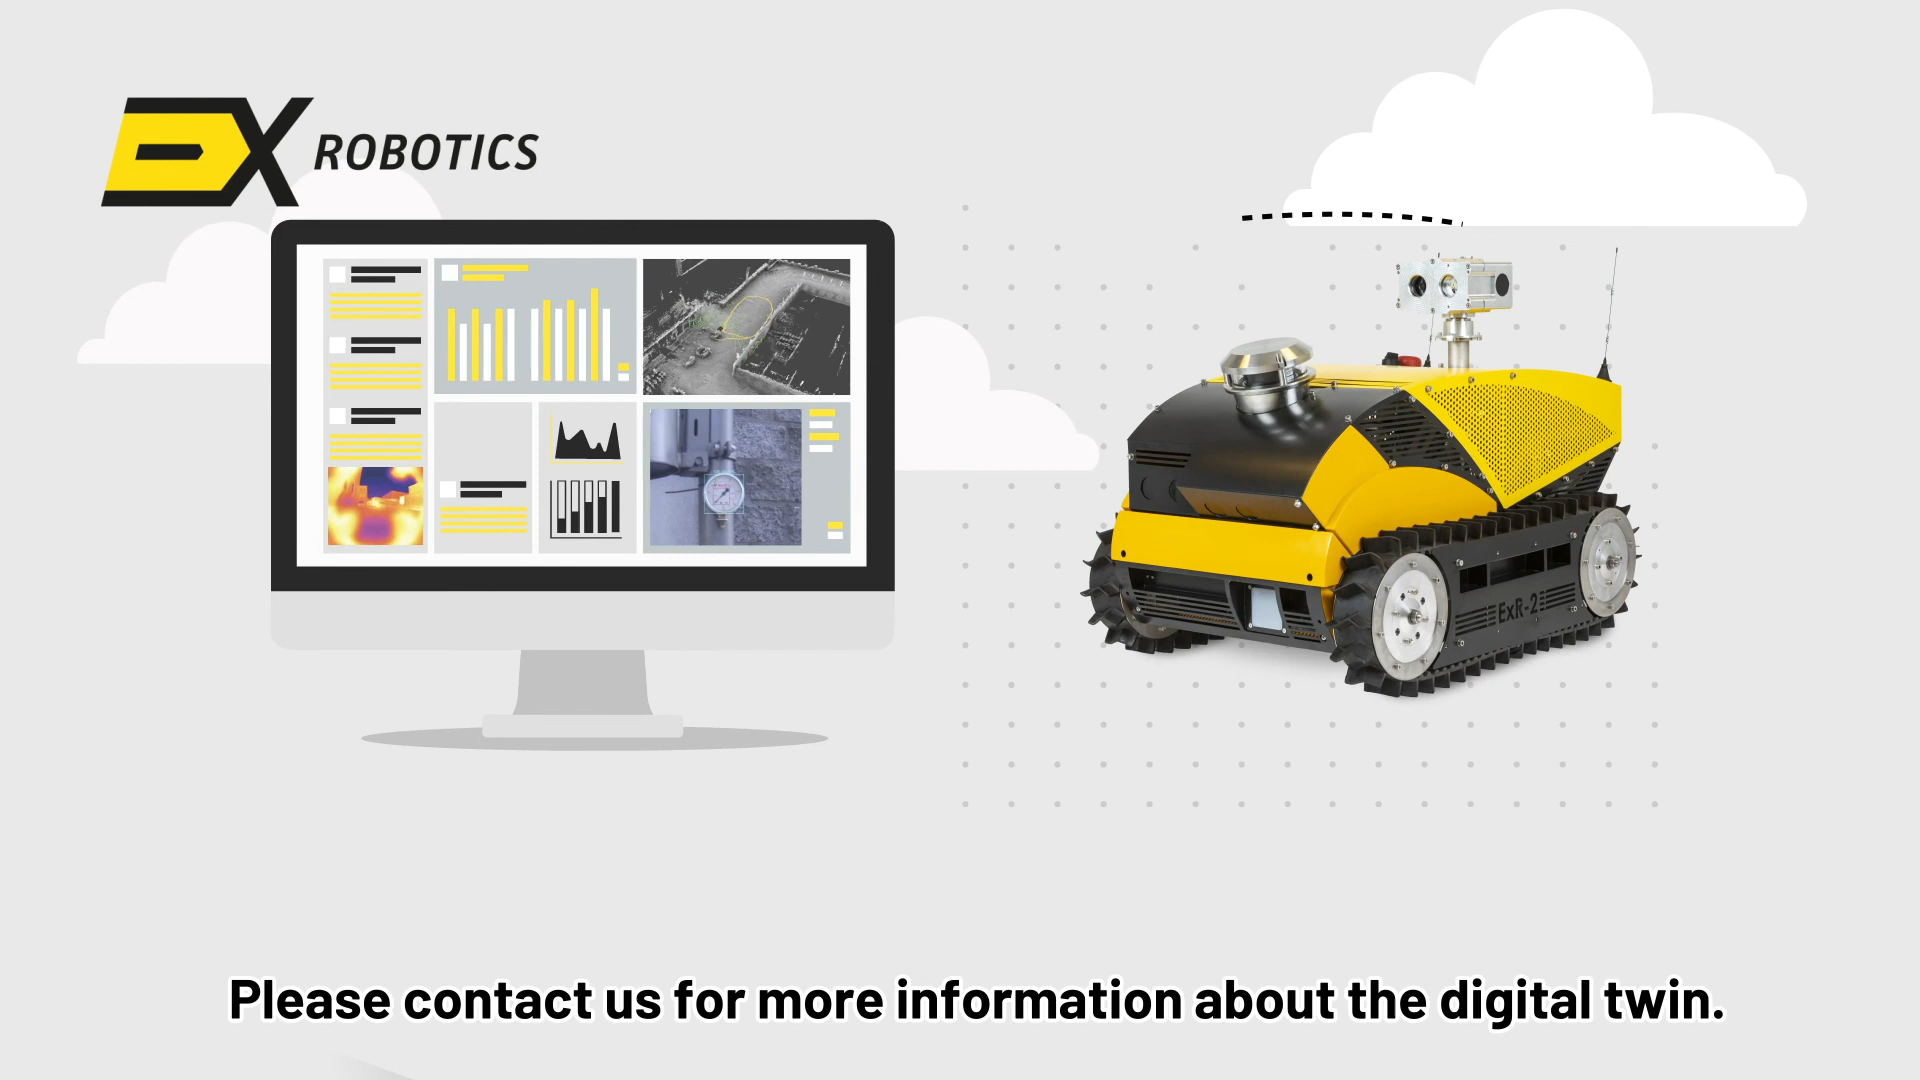 EX ROBOTICS
ExR-2
Please contact us for more information about the digital twin.